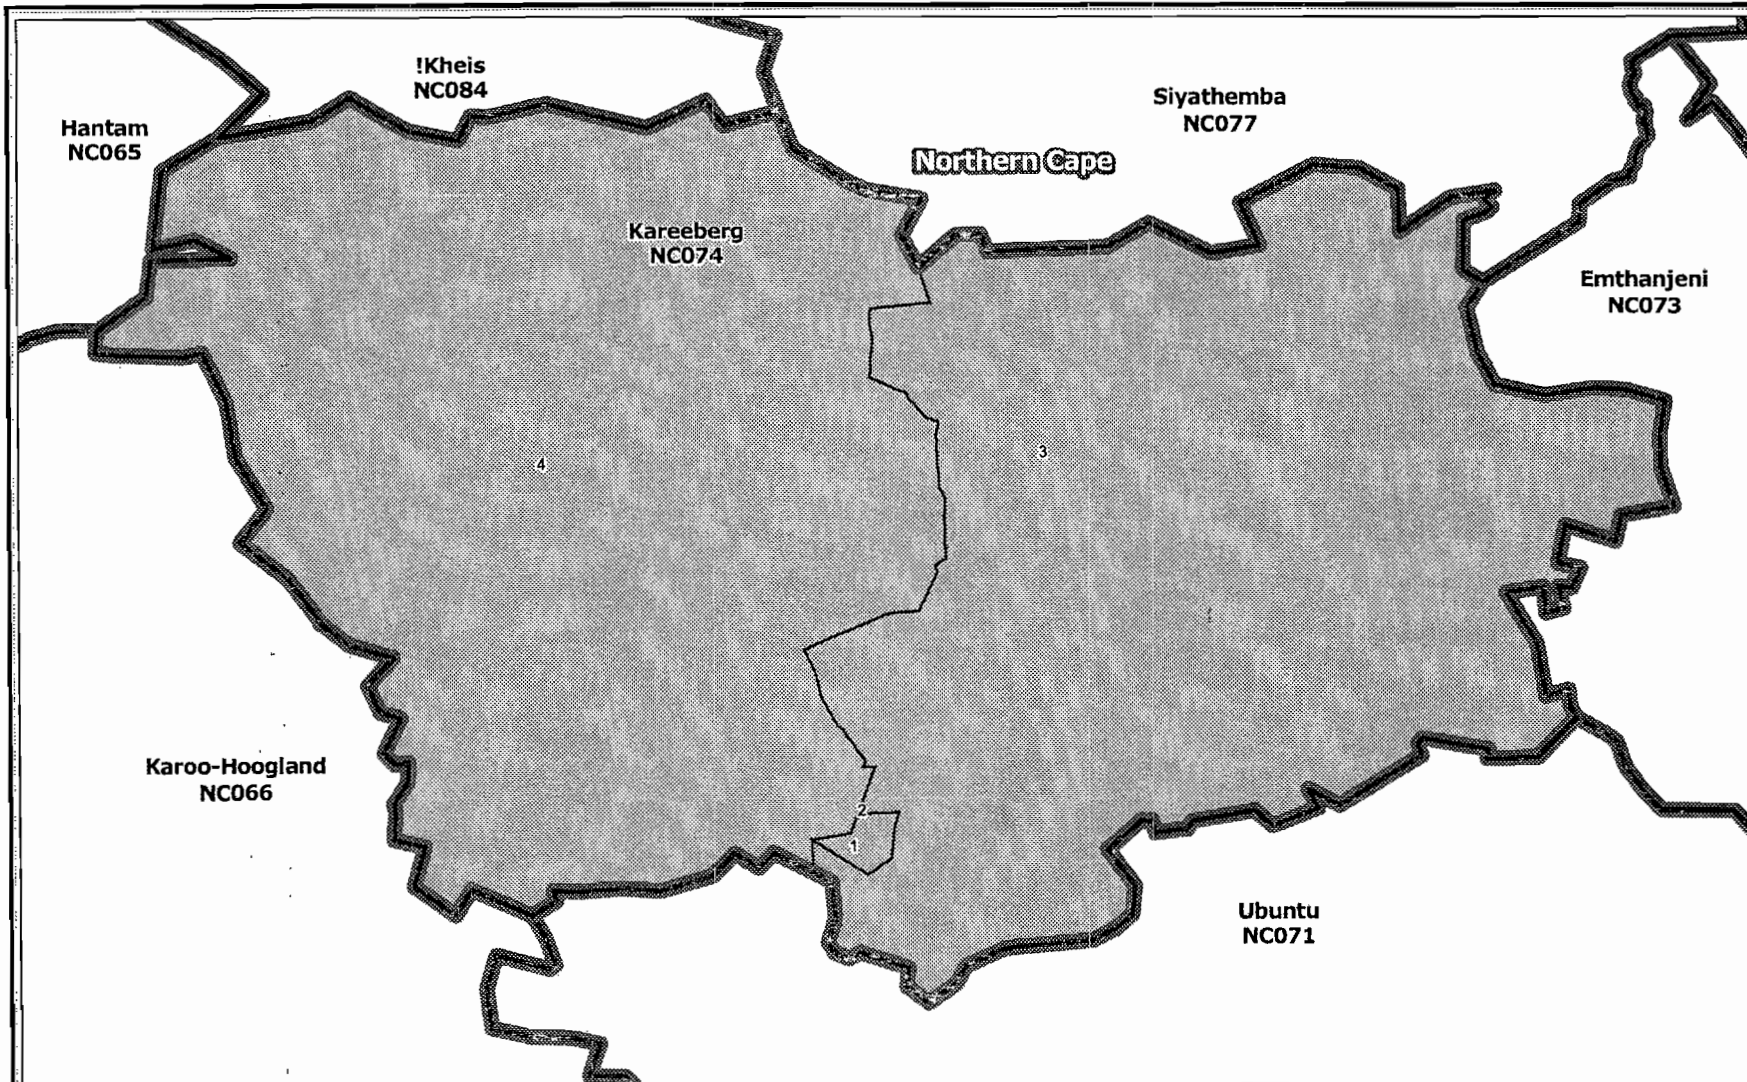 !Kheis
NC084
Siyathemba
NC077
Hantam
NC065
Northern Cape
Kareeberg
NC074
Emthanjeni
NC073
4
3
Karoo-Hoogland
NC066
2
1
Ubuntu
NC071